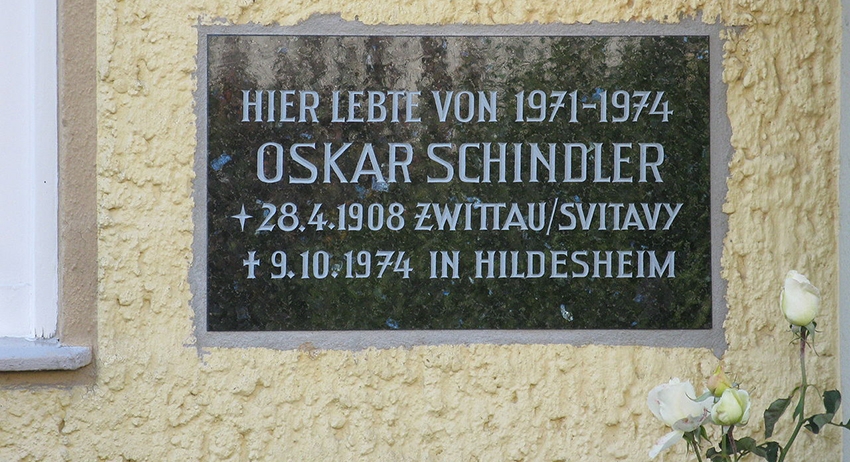 HIER LEBTE VON 1971-1974
OSKAR SCHINDLER
✦28.4.1908 ZWITTAU/SVITAVY
✝9.10.1974 IN HILDESHEIM